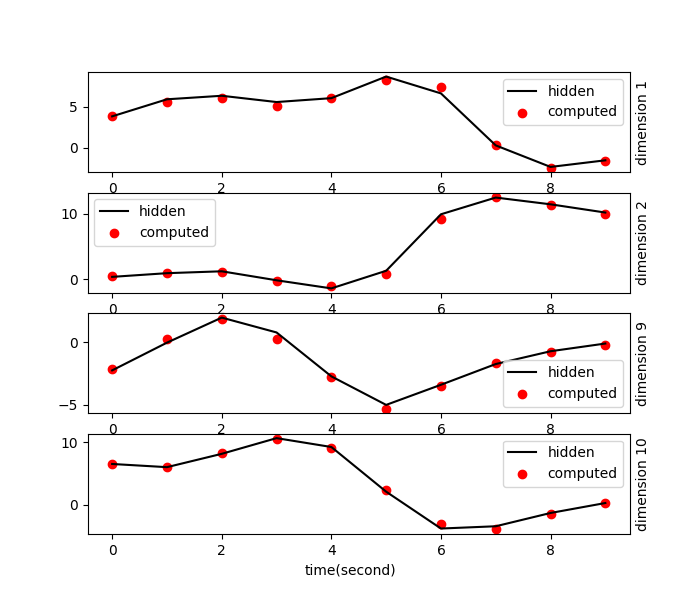 hidden
computed
5
0
dimension 1
0 2 4 6 8
hidden
computed
10
0
dimension 2
0 2 4 6 8
hidden
computed
0
−5
dimension 9
0 2 4 6 8
hidden
computed
10
0
dimension 10
0 2 4 6 8
time(second)